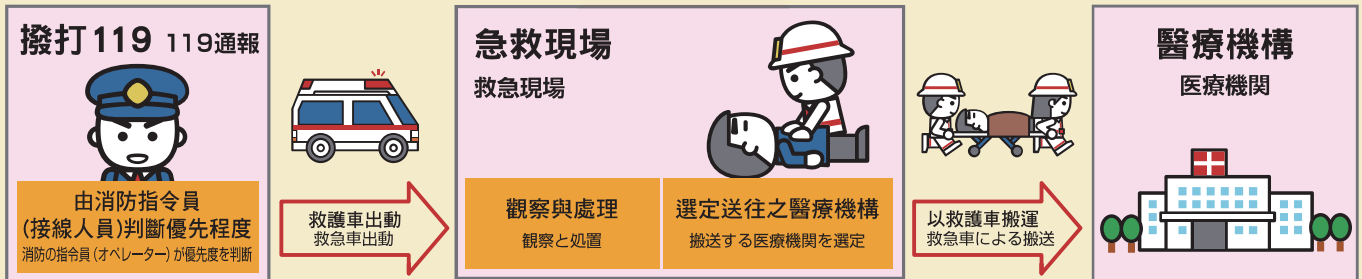 撥打119 119通報
由消防指令員
(接線人員)判斷優先程度
消防の指令員(オペレーター)が優先度を判断
救護車出動
救急車出動
急救現場
救急現場
觀察與處理
観察と処置
選定送往之醫療機構
搬送する医療機関を選定
以救護車搬運
救急車による搬送
醫療機構
医療機関